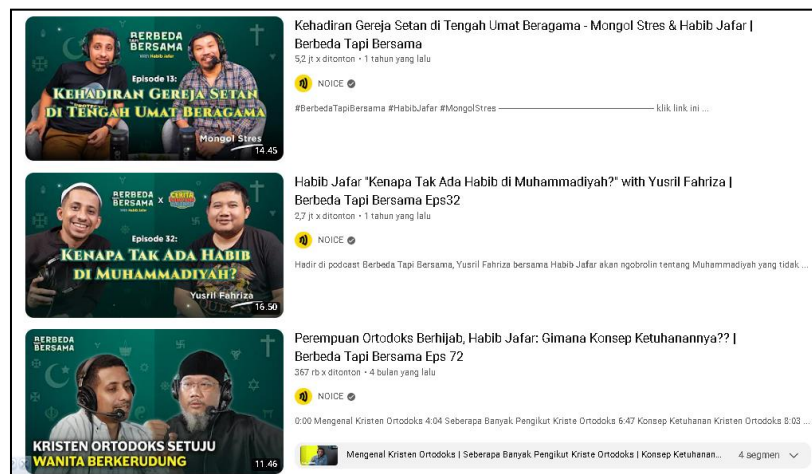 BERBEDA
BERSAMA
With Habib Jafar
Episode 13:
KEHADIRAN GEREJA SETAN
DI TENGAH UMAT BERAGAMA
Mongol Stres
14.45
Kehadiran Gereja Setan di Tengah Umat Beragama - Mongol Stres & Habib Jafar |
Berbeda Tapi Bersama
5,2 jt x ditonton • 1 tahun yang lalu
NOICE
#BerbedaTapiBersama #HabibJafar #MongolStres ——————————————— klik link ini ...
BERBEDA
BERSAMA
With Habib Jafar
X
CERITA
Episode 32:
KENAPA TAK ADA HABIB
DI MUHAMMADIYAH?
Yusril Fahriza
16.50
Habib Jafar "Kenapa Tak Ada Habib di Muhammadiyah?" with Yusril Fahriza |
Berbeda Tapi Bersama Eps32
2,7 jt x ditonton • 1 tahun yang lalu
NOICE
Hadir di podcast Berbeda Tapi Bersama, Yusril Fahriza bersama Habib Jafar akan ngobrolin tentang Muhammadiyah yang tidak ...
BERBEDA
BERSAMA
KRISTEN ORTODOKS SETUJU
WANITA BERKERUDUNG
11.46
Perempuan Ortodoks Berhijab, Habib Jafar: Gimana Konsep Ketuhanannya?? |
Berbeda Tapi Bersama Eps 72
367 rb x ditonton • 4 bulan yang lalu
NOICE
0:00 Mengenal Kristen Ortodoks 4:04 Seberapa Banyak Pengikut Kriste Ortodoks 6:47 Konsep Ketuhanan Kristen Ortodoks 8:03 ...
Mengenal Kristen Ortodoks | Seberapa Banyak Pengikut Kriste Ortodoks | Konsep Ketuhanan...
4 segmen